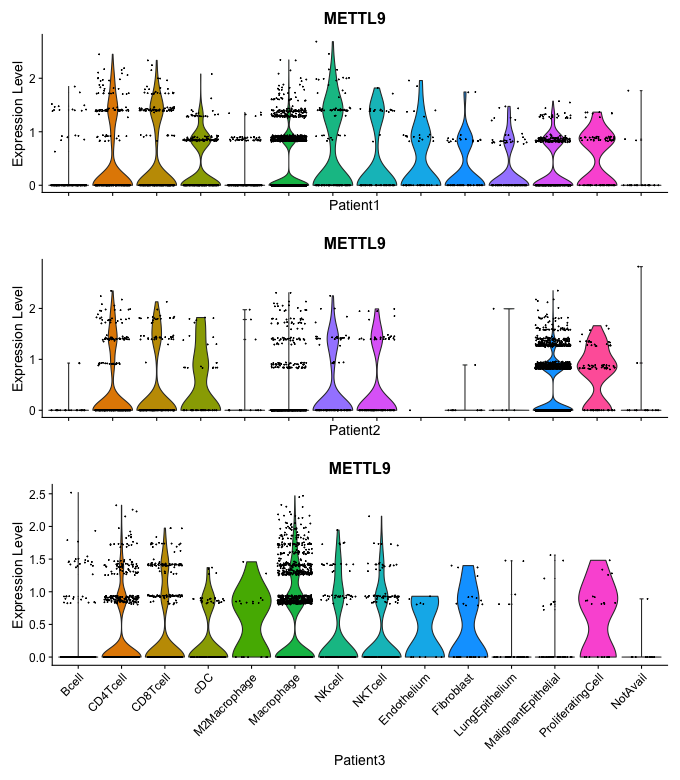 METTL9
Expression Level
2
1
0
Patient1
METTL9
Expression Level
2
1
0
Patient2
METTL9
Expression Level
2.5
2.0
1.5
1.0
0.5
0.0
Bcell
CD4Tcell
CD8Tcell
cDC
M2Macrophage
Macrophage
NKcell
NKTcell
Endothelium
Fibroblast
LungEpithelium
MalignantEpithelial
ProliferatingCell
NotAvail
Patient3